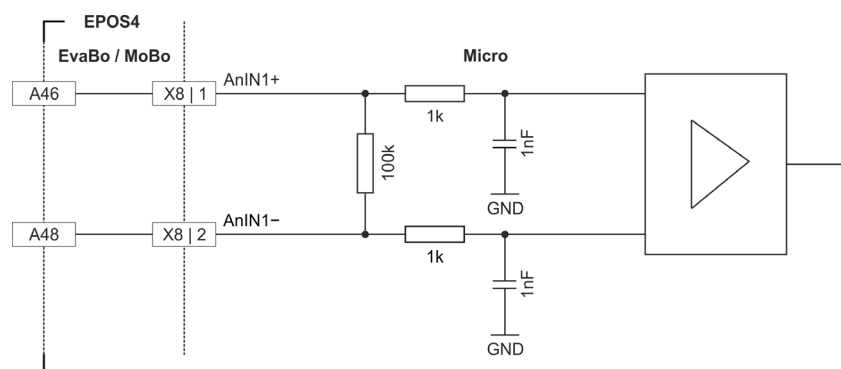 EPOS4
EvaBo / MoBo
Micro
A46
X8 | 1
AnIN1+
1k
100k
1nF
GND
A48
X8 | 2
AnIN1−
1k
1nF
GND